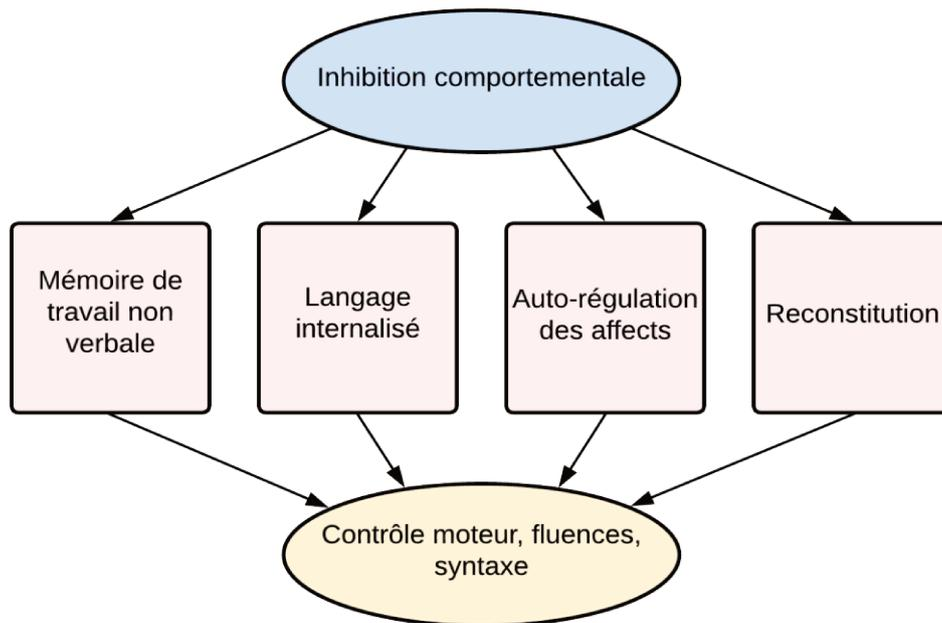 Inhibition comportementale
Mémoire de
travail non
verbale
Langage
internalisé
Auto-régulation
des affects
Reconstitution
Contrôle moteur, fluences,
syntaxe